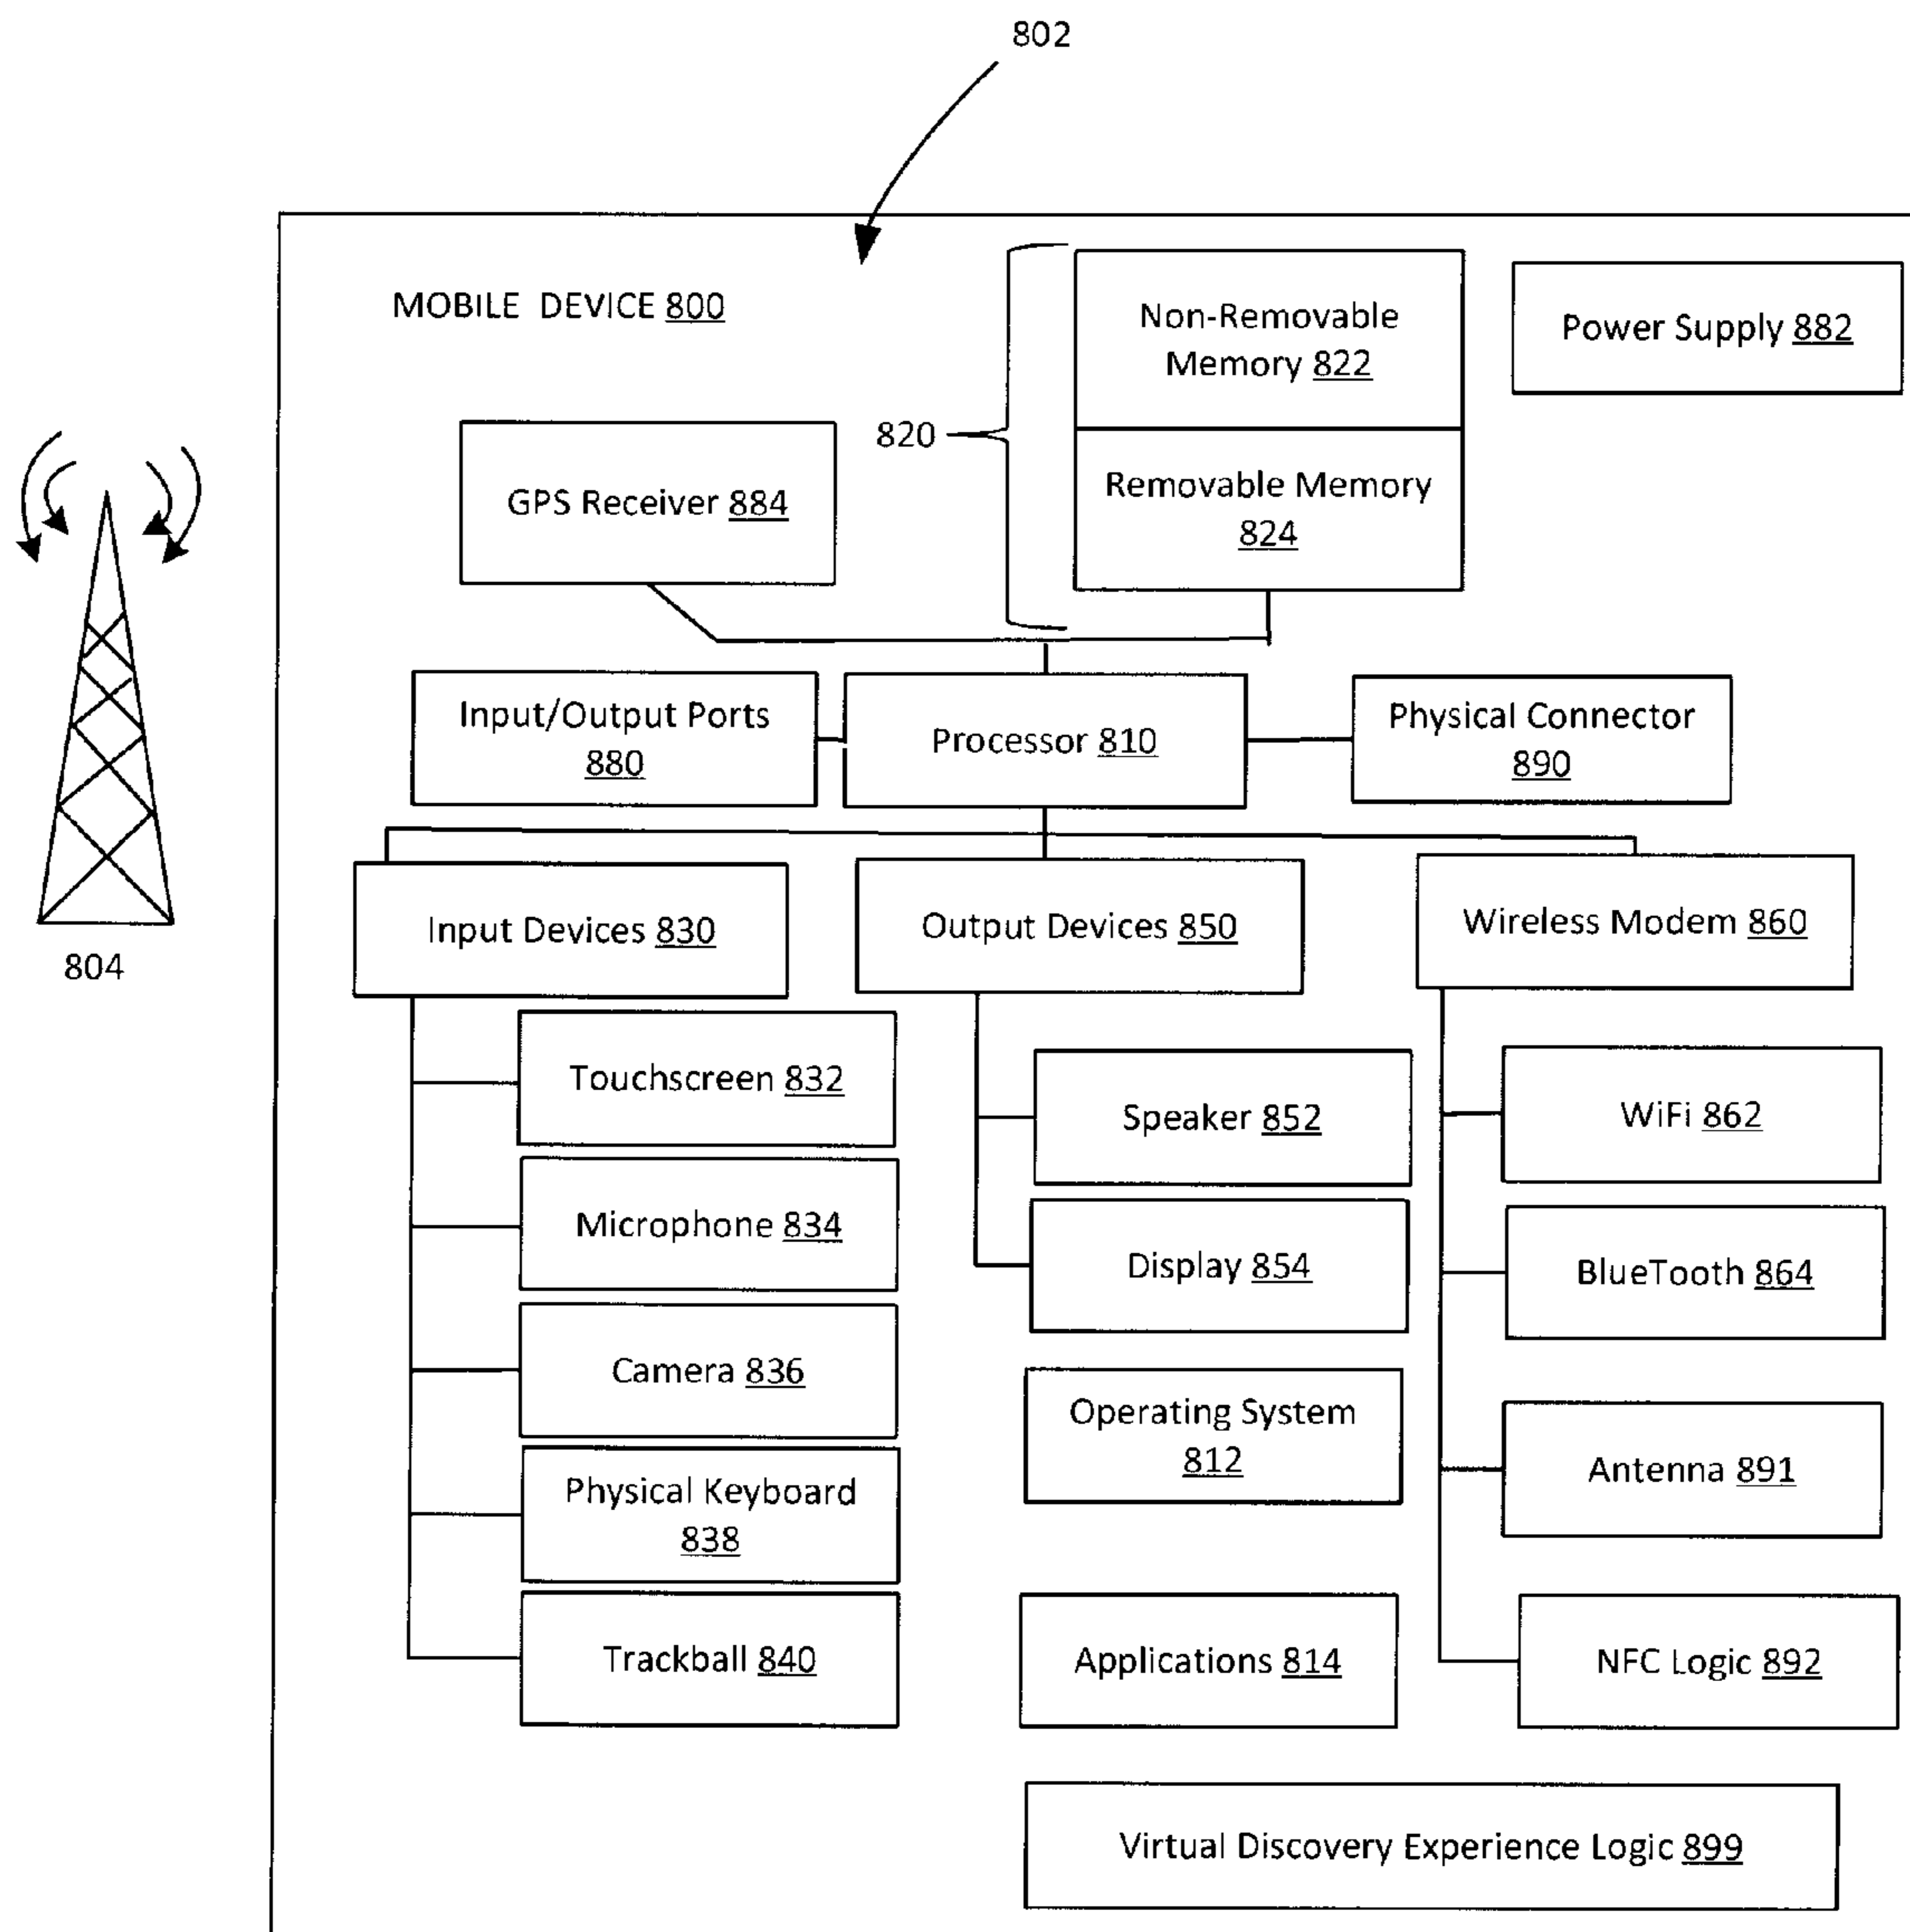 802
MOBILE DEVICE 800
Non-Removable
Memory 822
Power Supply 882
820
GPS Receiver 884
Removable Memory
824
Input/Output Ports
880
Processor 810
Physical Connector
890
Input Devices 830
Output Devices 850
Wireless Modem 860
804
Touchscreen 832
Speaker 852
WiFi 862
Microphone 834
Display 854
BlueTooth 864
Camera 836
Operating System
812
Antenna 891
Physical Keyboard
838
Trackball 840
Applications 814
NFC Logic 892
Virtual Discovery Experience Logic 899